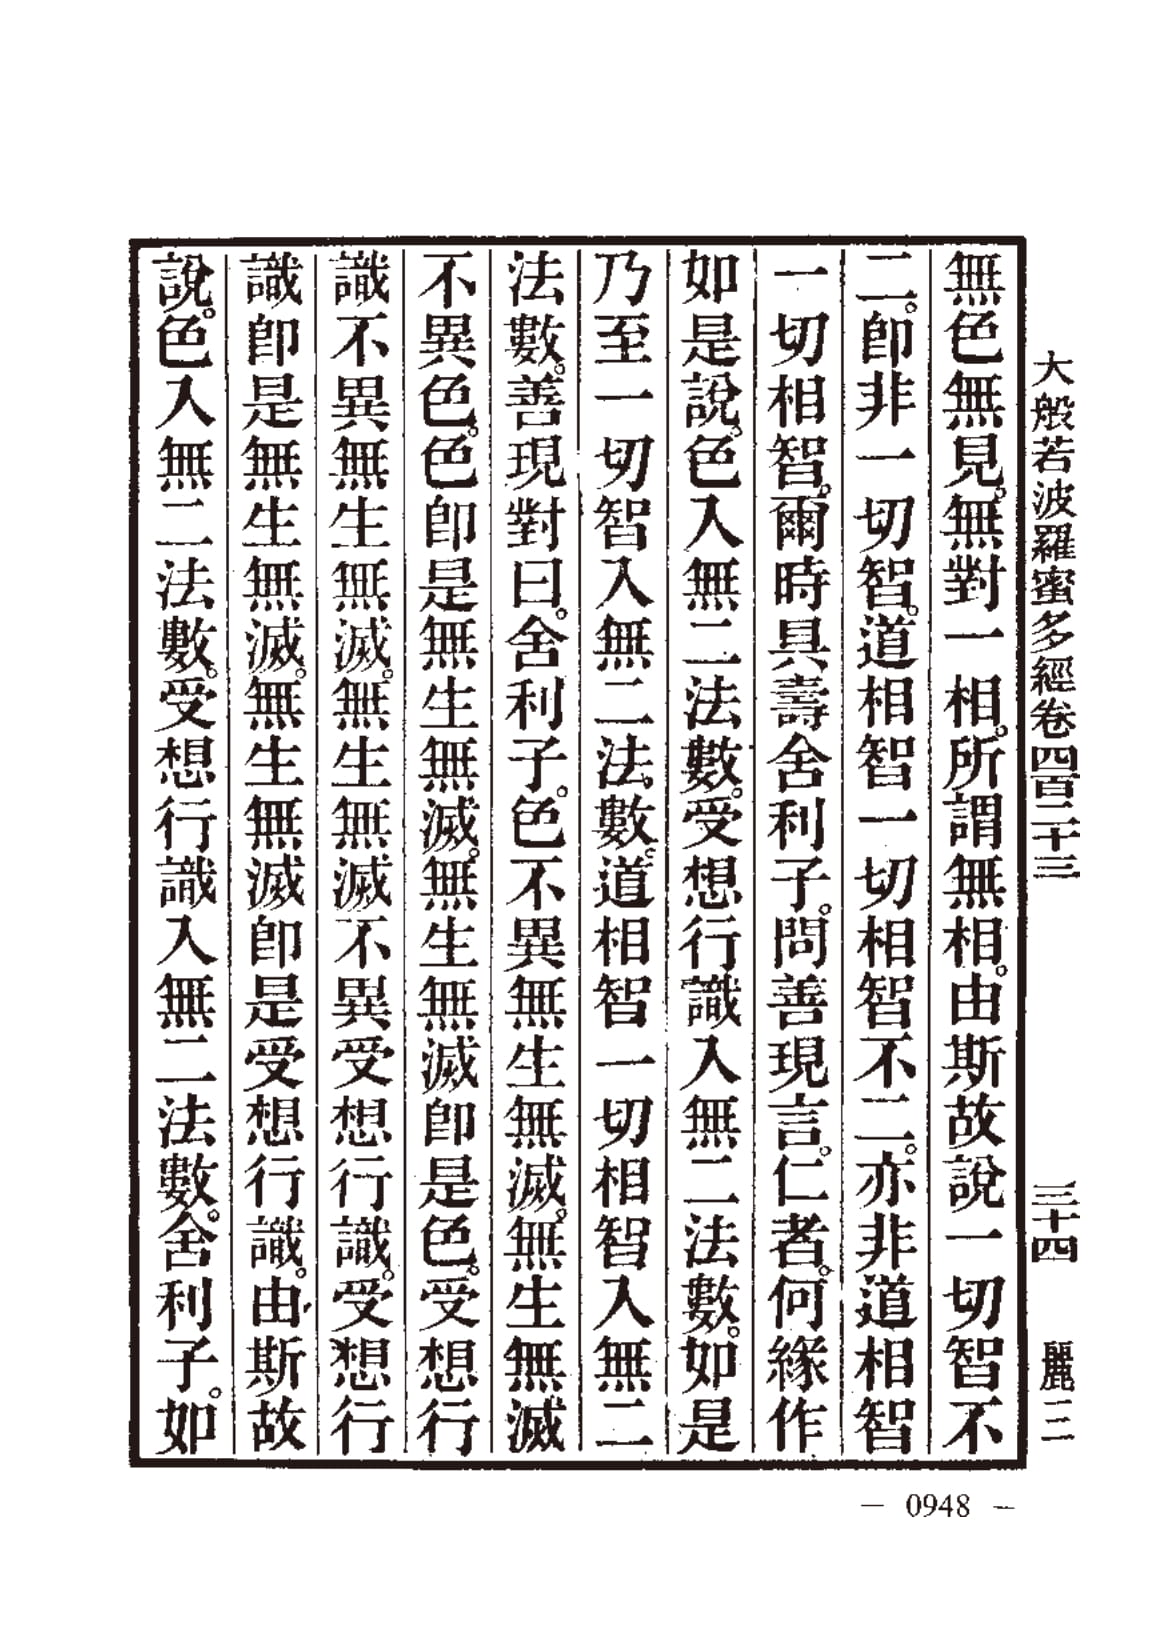 大般若波羅蜜多經卷四百二十三　三十四　麗三
無色無見。無對一相。所謂無相。由斯故說一切智不
二。即非一切智。道相智一切相智不二。亦非道相智
一切相智。爾時具壽舍利子。問善現言。仁者。何緣作
如是說。色入無二法數。受想行識入無二法數。如是
乃至一切智入無二法數。道相智一切相智入無二
法數。善現對曰。舍利子。色不異無生無滅。無生無滅
不異色。色即是無生無滅。無生無滅即是色。受想行
識不異無生無滅。無生無滅不異受想行識。受想行
識即是無生無滅。無生無滅即是受想行識。由斯故
說。色入無二法數。受想行識入無二法數。舍利子。如
— 0948 —